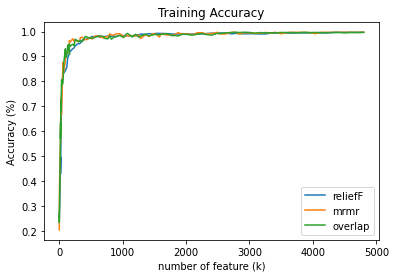 Training Accuracy
1.0
0.9
0.8
0.7
0.6
0.5
0.4
0.3
0.2
Accuracy (%)
0
1000
2000
3000
4000
5000
number of feature (k)
reliefF
mrmr
overlap